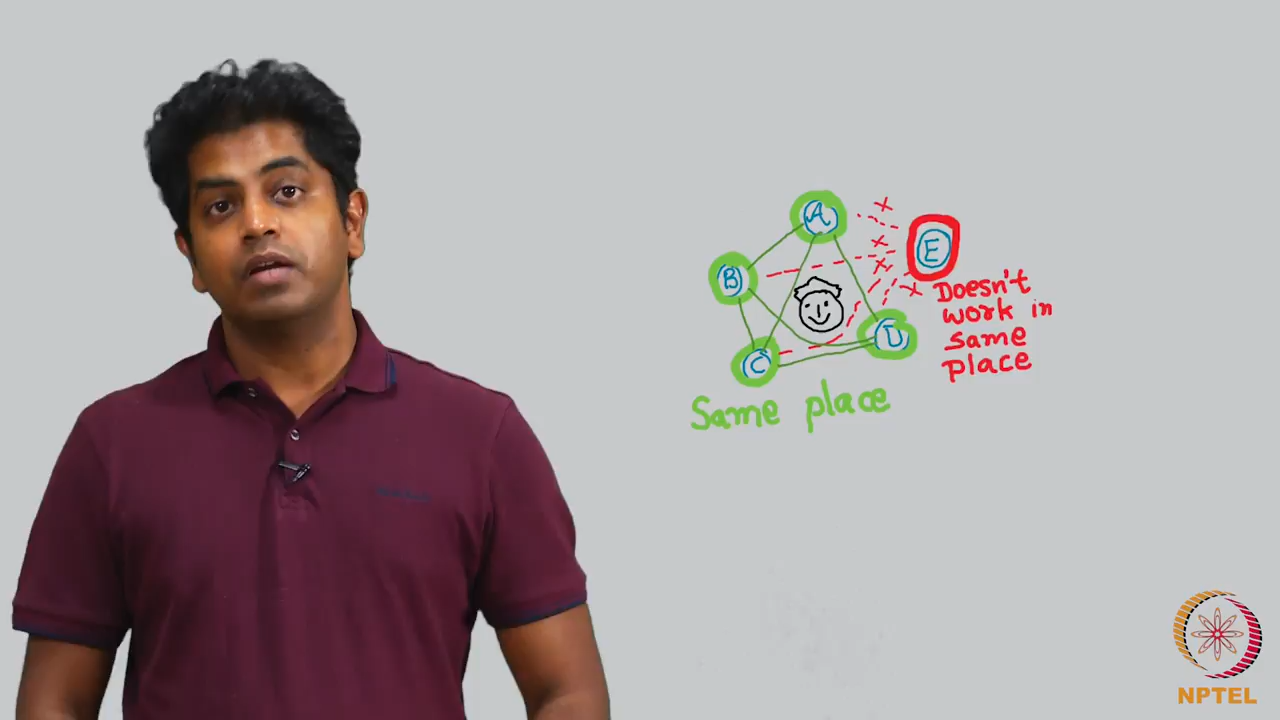 A
B
C
D
E
Doesn't
work in
same
place
Same place
NPTEL